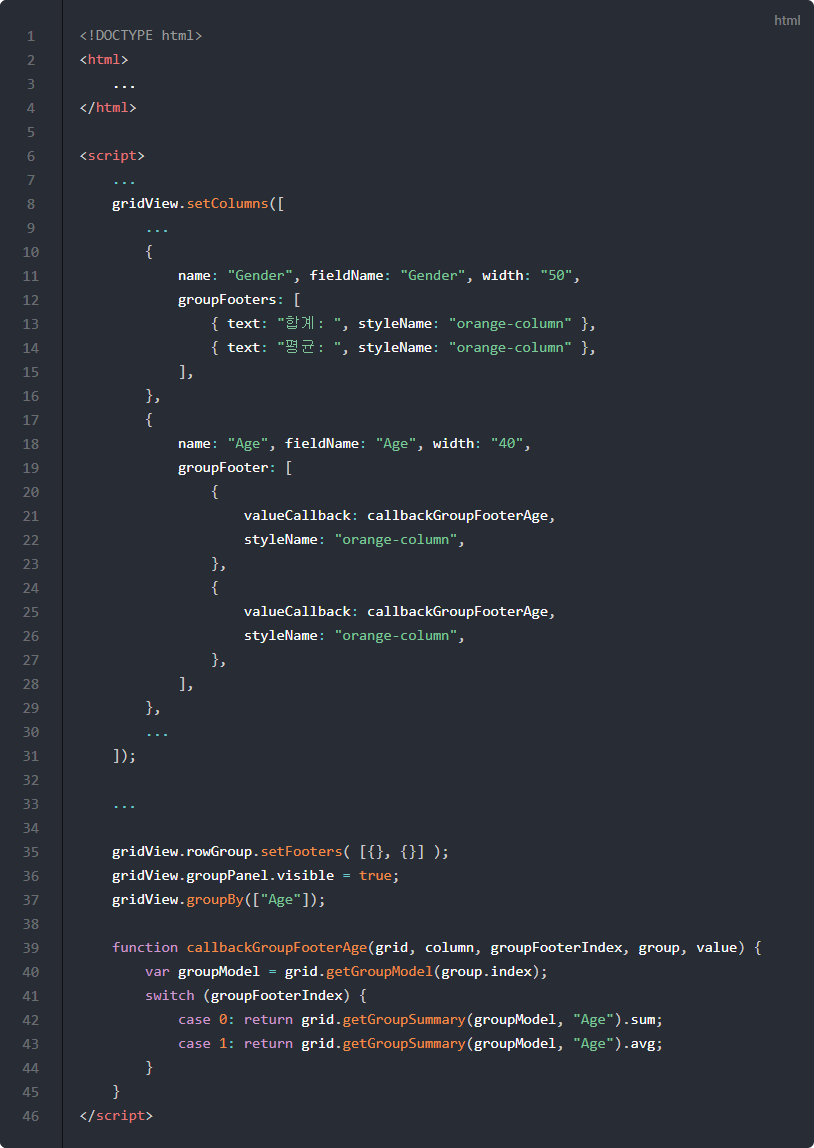 html
1 <!DOCTYPE html>
2 <html>
3     ...
4 </html>
5
6 <script>
7     ...
8     gridView.setColumns([
9         ...
10         {
11             name: "Gender", fieldName: "Gender", width: "50",
12             groupFooters: [
13                 { text: "합계: ", styleName: "orange-column" },
14                 { text: "평균: ", styleName: "orange-column" },
15             ],
16         },
17         {
18             name: "Age", fieldName: "Age", width: "40",
19             groupFooter: [
20                 {
21                     valueCallback: callbackGroupFooterAge,
22                     styleName: "orange-column",
23                 },
24                 {
25                     valueCallback: callbackGroupFooterAge,
26                     styleName: "orange-column",
27                 },
28             ],
29         },
30         ...
31     ]);
32
33     ...
34
35     gridView.rowGroup.setFooters( [{}, {}] );
36     gridView.groupPanel.visible = true;
37     gridView.groupBy(["Age"]);
38
39     function callbackGroupFooterAge(grid, column, groupFooterIndex, group, value) {
40         var groupModel = grid.getGroupModel(group.index);
41         switch (groupFooterIndex) {
42             case 0: return grid.getGroupSummary(groupModel, "Age").sum;
43             case 1: return grid.getGroupSummary(groupModel, "Age").avg;
44         }
45     }
46 </script>